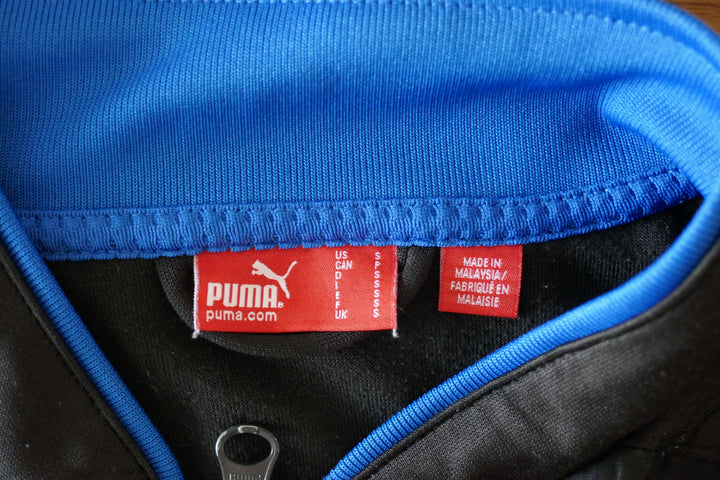 PUMA
puma.com
US S
CAN P
D S
I S
E S
F S
UK S
MADE IN
MALAYSIA/
FABRIQUÉ EN
MALAISIE